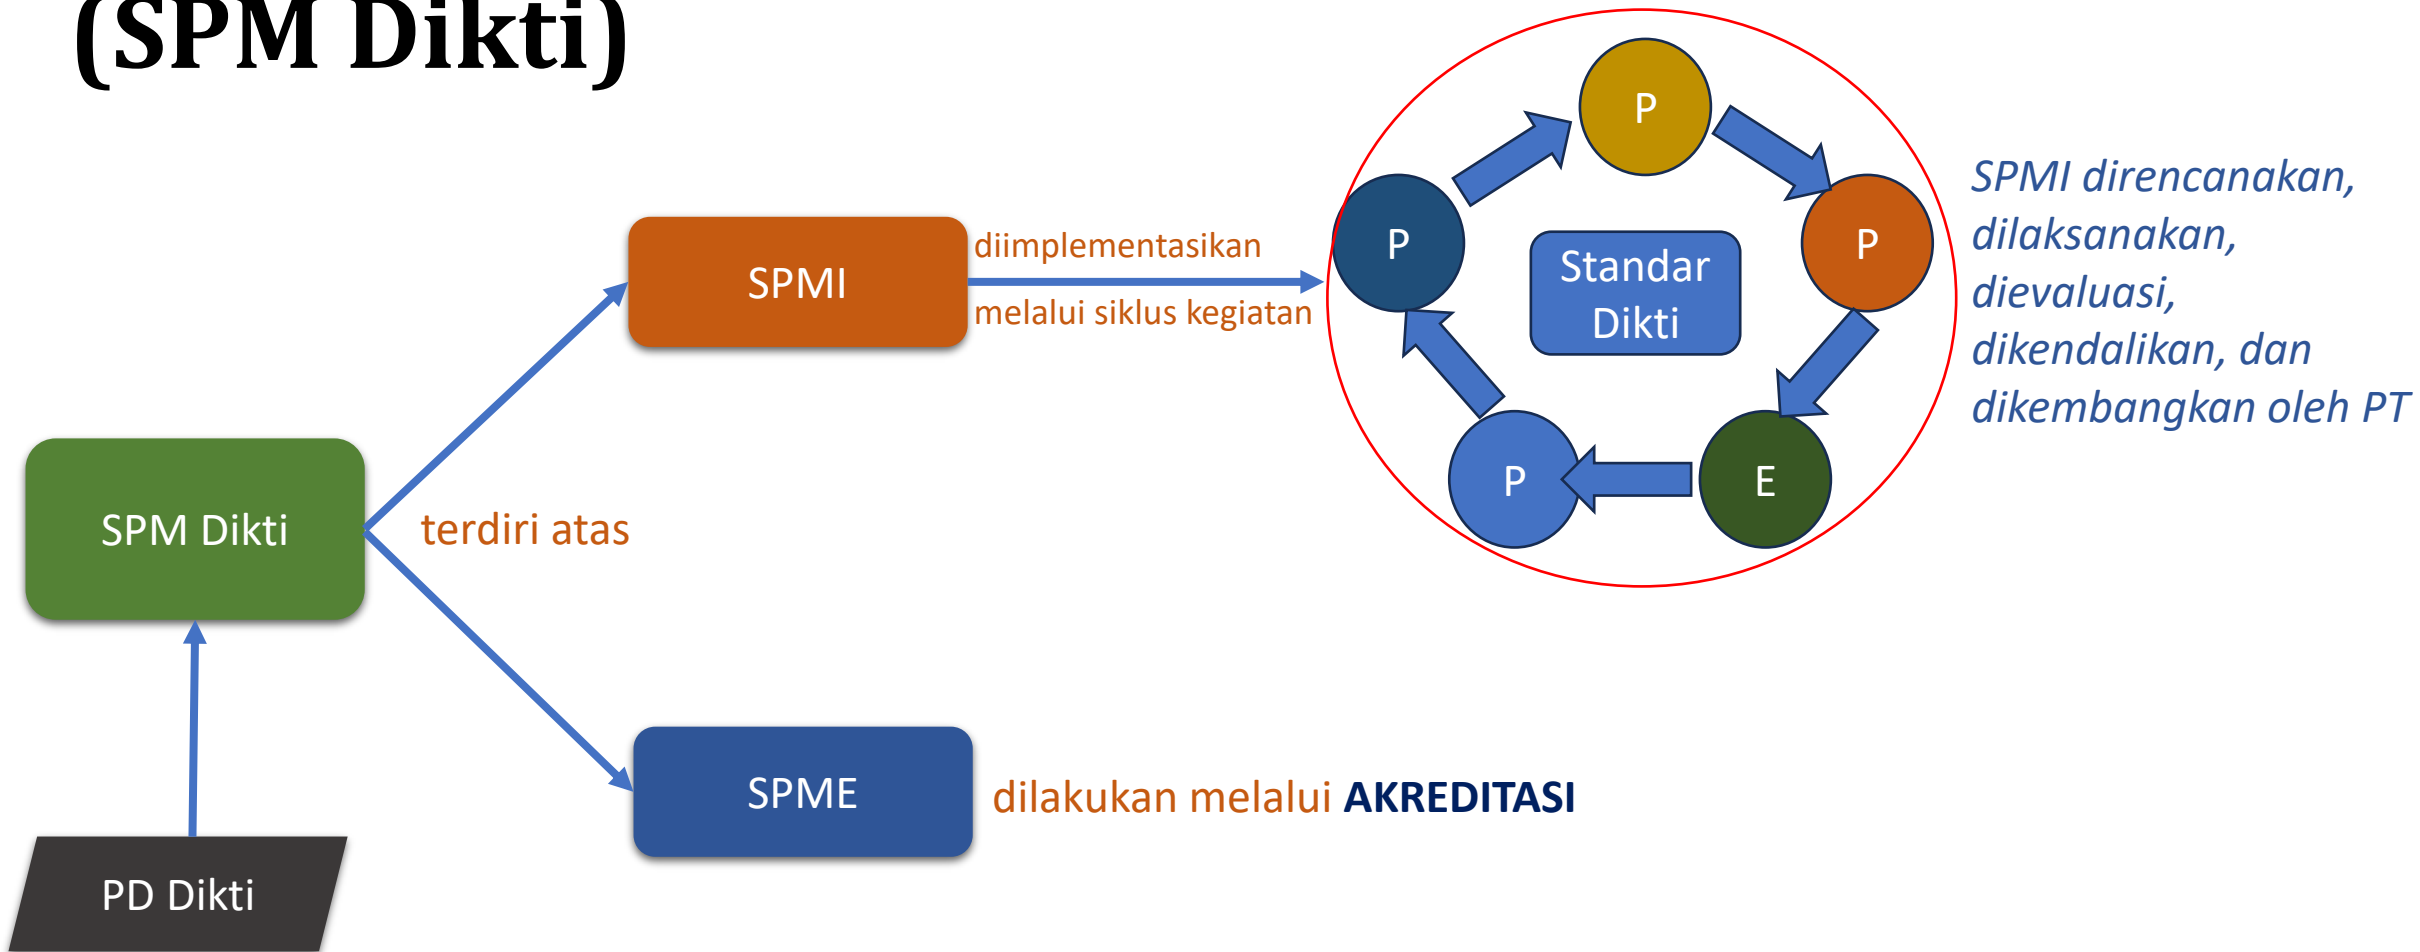 (SPM Dikti)
SPM Dikti
PD Dikti
terdiri atas
SPMI
diimplementasikan
melalui siklus kegiatan
P
P
E
P
P
Standar
Dikti
SPMI direncanakan,
dilaksanakan,
dievaluasi,
dikendalikan, dan
dikembangkan oleh PT
SPME
dilakukan melalui AKREDITASI